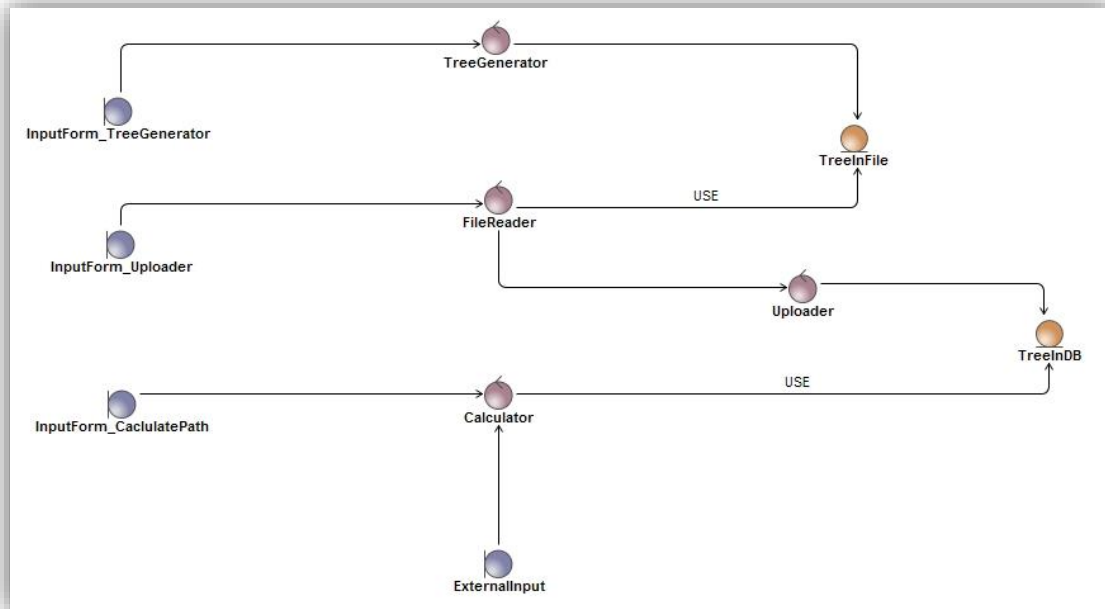 TreeGenerator
InputForm_TreeGenerator
TreeInFile
USE
FileReader
InputForm_Uploader
Uploader
TreeInDB
USE
Calculator
InputForm_CaclulatePath
ExternalInput